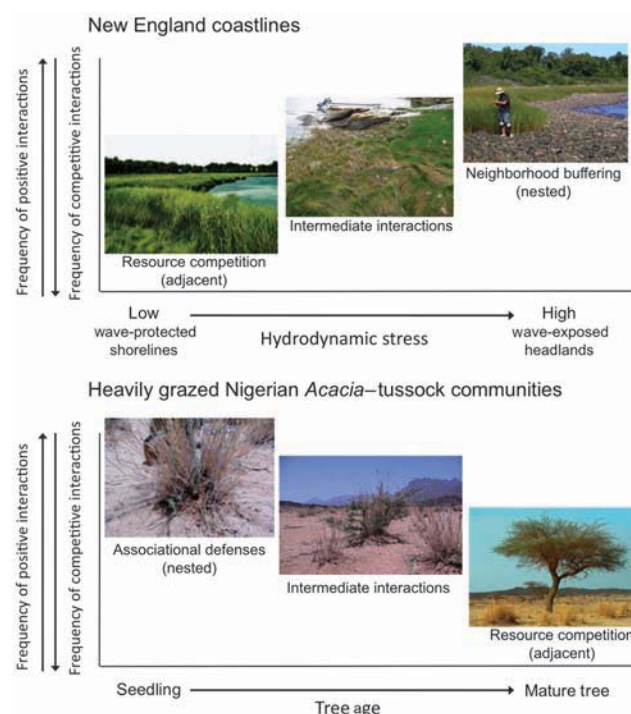 New England coastlines
Frequency of positive interactions
Frequency of competitive interactions
Resource competition
(adjacent)
Intermediate interactions
Neighborhood buffering
(nested)
Low
wave-protected
shorelines
Hydrodynamic stress
High
wave-exposed
headlands
Heavily grazed Nigerian Acacia–tussock communities
Frequency of positive interactions
Frequency of competitive interactions
Associational defenses
(nested)
Intermediate interactions
Resource competition
(adjacent)
Seedling
Tree age
Mature tree